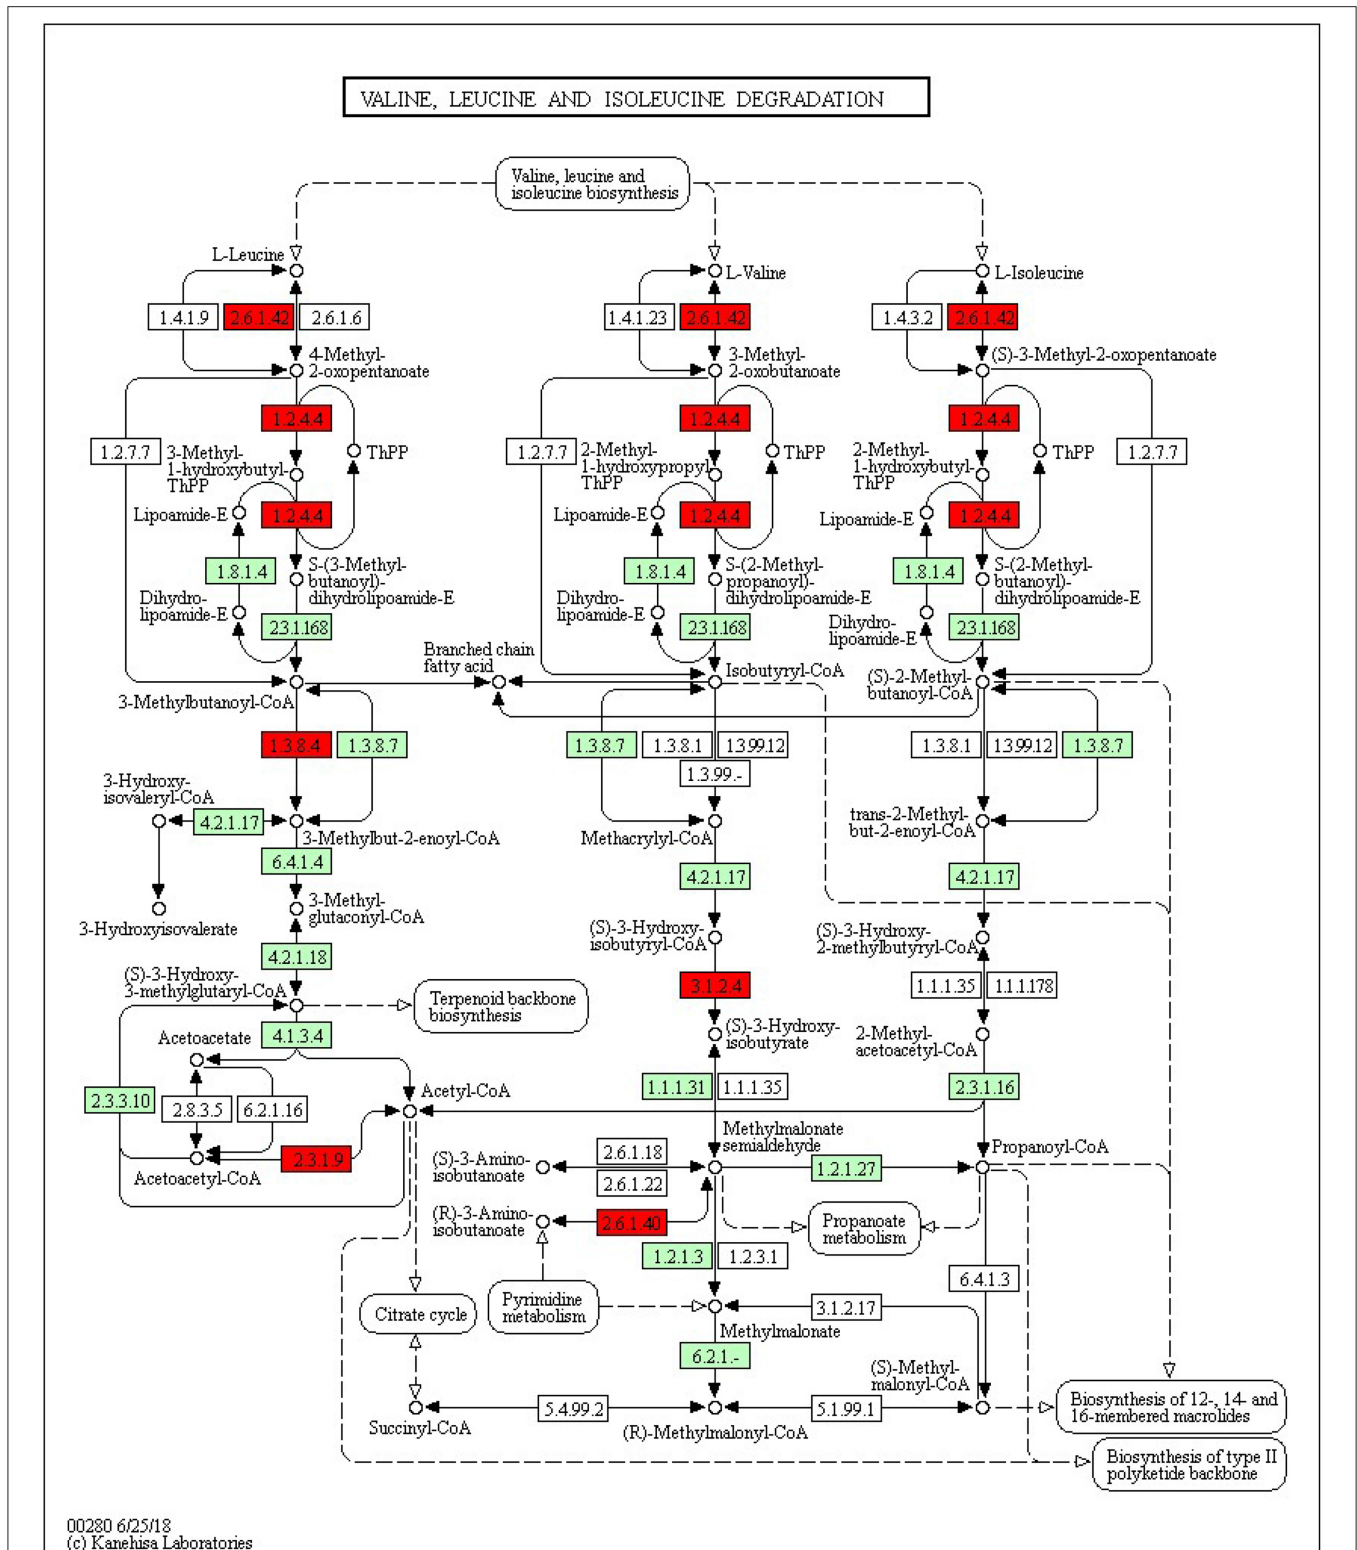 VALINE, LEUCINE AND ISOLEUCINE DEGRADATION
Valine, leucine and
isoleucine biosynthesis
L-Leucine
L-Valine
L-Isoleucine
1.4.1.9
2.6.1.42
2.6.1.6
1.4.1.23
2.6.1.42
1.4.3.2
2.6.1.42
4-Methyl-
2-oxopentanoate
3-Methyl-
2-oxobutanoate
(S)-3-Methyl-2-oxopentanoate
1.2.4.4
1.2.4.4
1.2.4.4
1.2.7.7
3-Methyl-
1-hydroxybutyl-
ThPP
ThPP
1.2.7.7
2-Methyl-
1-hydroxypropyl
ThPP
ThPP
2-Methyl-
1-hydroxybutyl-
ThPP
ThPP
1.2.7.7
Lipoamide-E
1.2.4.4
Lipoamide-E
1.2.4.4
Lipoamide-E
1.2.4.4
1.8.1.4
S-(3-Methyl-
butanoyl)-
dihydrolipoamide-E
1.8.1.4
S-(2-Methyl-
propanoyl)-
dihydrolipoamide-E
1.8.1.4
S-(2-Methyl-
butanoyl)-
dihydrolipoamide-E
Dihydro-
lipoamide-E
2.3.1.168
Dihydro-
lipoamide-E
2.3.1.168
Dihydro-
lipoamide-E
2.3.1.168
Branched chain
fatty acid
3-Methylbutanoyl-CoA
Isobutyryl-CoA
(S)-2-Methyl-
butanoyl-CoA
1.3.8.4
1.3.8.7
1.3.8.7
1.3.8.1
1.3.99.12
1.3.99.-
1.3.8.1
1.3.99.12
1.3.8.7
3-Hydroxy-
isovaleryl-CoA
4.2.1.17
3-Methylbut-2-enoyl-CoA
Methacrylyl-CoA
trans-2-Methyl-
but-2-enoyl-CoA
6.4.1.4
4.2.1.17
4.2.1.17
3-Hydroxyisovalerate
3-Methyl-
glutaconyl-CoA
(S)-3-Hydroxy-
isobutyryl-CoA
(S)-3-Hydroxy-
2-methylbutyryl-CoA
4.2.1.18
(S)-3-Hydroxy-
3-methylglutaryl-CoA
Terpenoid backbone
biosynthesis
3.1.2.4
1.1.1.35
1.1.1.178
4.1.3.4
Acetoacetate
(S)-3-Hydroxy-
isobutyrate
2-Methyl-
acetoacetyl-CoA
2.3.3.10
2.8.3.5
6.2.1.16
Acetyl-CoA
1.1.1.31
1.1.1.35
2.3.1.16
2.3.1.9
Acetoacetyl-CoA
Methylmalonate
semialdehyde
Propanoyl-CoA
(S)-3-Amino-
isobutanoate
2.6.1.18
2.6.1.22
1.2.1.27
(R)-3-Amino-
isobutanoate
2.6.1.40
Propanoate
metabolism
1.2.1.3
1.2.3.1
6.4.1.3
Citrate cycle
Pyrimidine
metabolism
3.1.2.17
Methylmalonate
6.2.1.-
(S)-Methyl-
malonyl-CoA
Succinyl-CoA
5.4.99.2
(R)-Methylmalonyl-CoA
5.1.99.1
Biosynthesis of 12-, 14- and
16-membered macrolides
Biosynthesis of type II
polyketide backbone
00280 6/25/18
(c) Kanehisa Laboratories